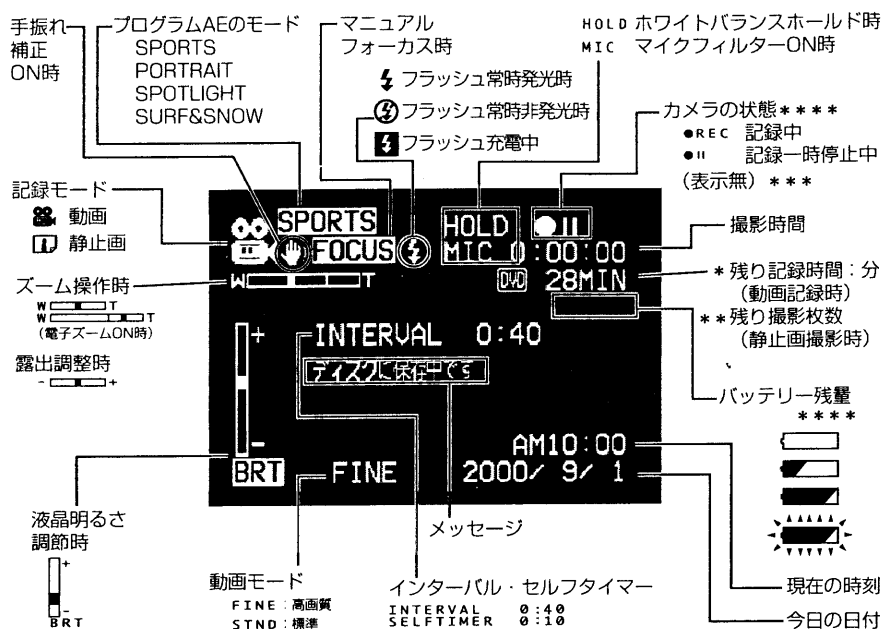 手振れ
補正
ON時
プログラムAEのモード
SPORTS
PORTRAIT
SPOTLIGHT
SURF&SNOW
マニュアル
フォーカス時
フラッシュ常時発光時
フラッシュ常時非発光時
フラッシュ充電中
HOLD ホワイトバランスホールド時
MIC マイクフィルターON時
カメラの状態****
●REC 記録中
●II 記録一時停止中
(表示無)***
記録モード
動画
静止画
ズーム操作時
W T
W T
(電子ズームON時)
露出調整時
- +
液晶明るさ
調節時
+
-
BRT
SPORTS
FOCUS
W T
HOLD
MIC 0:00:00
●II
DVD 28MIN
+
-
BRT
INTERVAL 0:40
ディスクに保存中です
AM10:00
FINE
2000/ 9/ 1
撮影時間
*残り記録時間:分
(動画記録時)
**残り撮影枚数
(静止画撮影時)
バッテリー残量
****
現在の時刻
今日の日付
メッセージ
動画モード
FINE:高画質
STND:標準
インターバル・セルフタイマー
INTERVAL 0:40
SELFTIMER 0:10